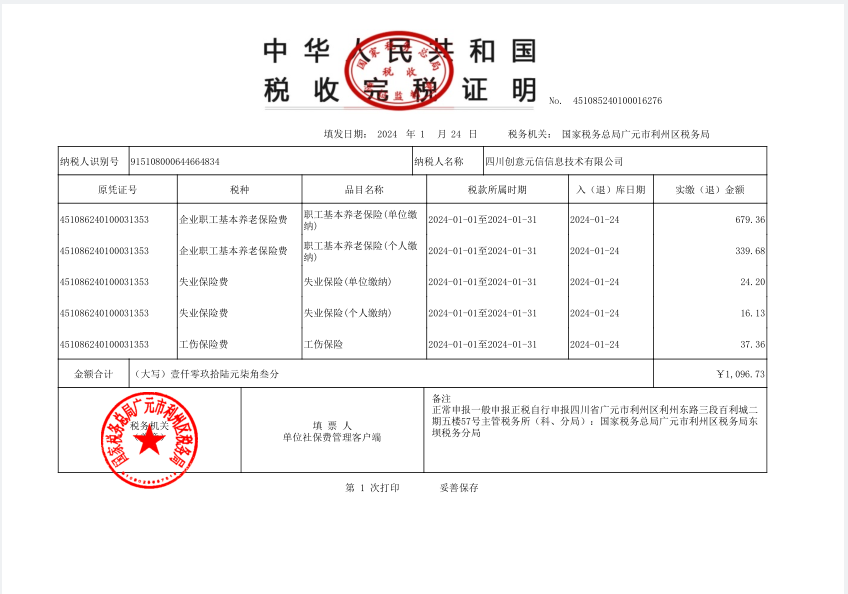 中华人民共和国
税收完税证明
No. 451085240100016276
填发日期： 2024 年 1 月 24 日 税务机关： 国家税务总局广元市利州区税务局
纳税人识别号 915108000644664834 纳税人名称 四川创意元信信息技术有限公司
原凭证号 税种 品目名称 税款所属时期 入（退）库日期 实缴（退）金额
451086240100031353 企业职工基本养老保险费 职工基本养老保险(单位缴纳) 2024-01-01至2024-01-31 2024-01-24 679.36
451086240100031353 企业职工基本养老保险费 职工基本养老保险(个人缴纳) 2024-01-01至2024-01-31 2024-01-24 339.68
451086240100031353 失业保险费 失业保险(单位缴纳) 2024-01-01至2024-01-31 2024-01-24 24.20
451086240100031353 失业保险费 失业保险(个人缴纳) 2024-01-01至2024-01-31 2024-01-24 16.13
451086240100031353 工伤保险费 工伤保险 2024-01-01至2024-01-31 2024-01-24 37.36
金额合计 （大写）壹仟零玖拾陆元柒角叁分 ￥1,096.73
税务机关
国家税务总局广元市利州区税务局
填 票 人
单位社保费管理客户端
备注
正常申报一般申报正税自行申报四川省广元市利州区利州东路三段百利城二
期五楼57号主管税务所（科、分局）：国家税务总局广元市利州区税务局东
坝税务分局
第 1 次打印 妥善保存